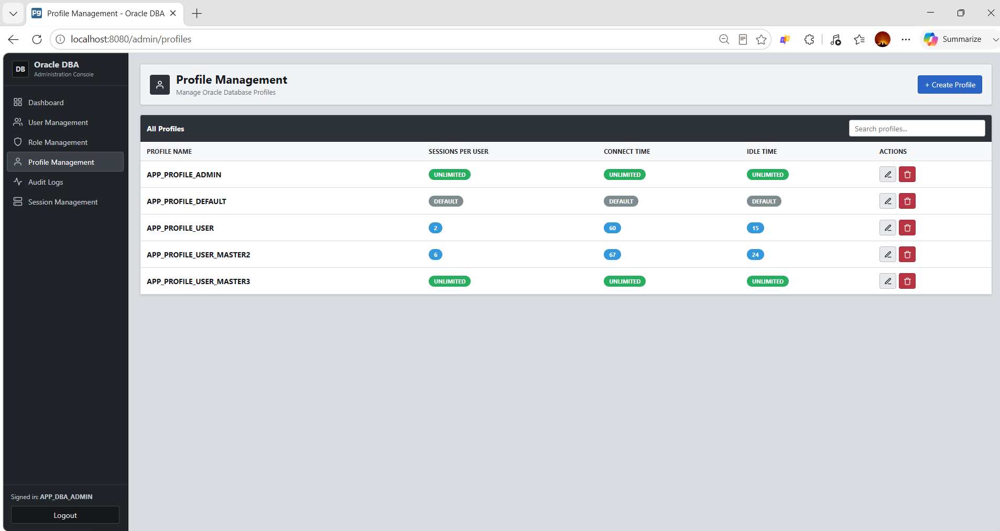 pg Profile Management - Oracle DBA
localhost:8080/admin/profiles
Summarize
DB
Oracle DBA
Administration Console
Dashboard
User Management
Role Management
Profile Management
Audit Logs
Session Management
Signed in: APP_DBA_ADMIN
Logout
Profile Management
Manage Oracle Database Profiles
+ Create Profile
All Profiles
Search profiles...
PROFILE NAME SESSIONS PER USER CONNECT TIME IDLE TIME ACTIONS
APP_PROFILE_ADMIN UNLIMITED UNLIMITED UNLIMITED
APP_PROFILE_DEFAULT DEFAULT DEFAULT DEFAULT
APP_PROFILE_USER 2 60 15
APP_PROFILE_USER_MASTER2 6 67 24
APP_PROFILE_USER_MASTER3 UNLIMITED UNLIMITED UNLIMITED